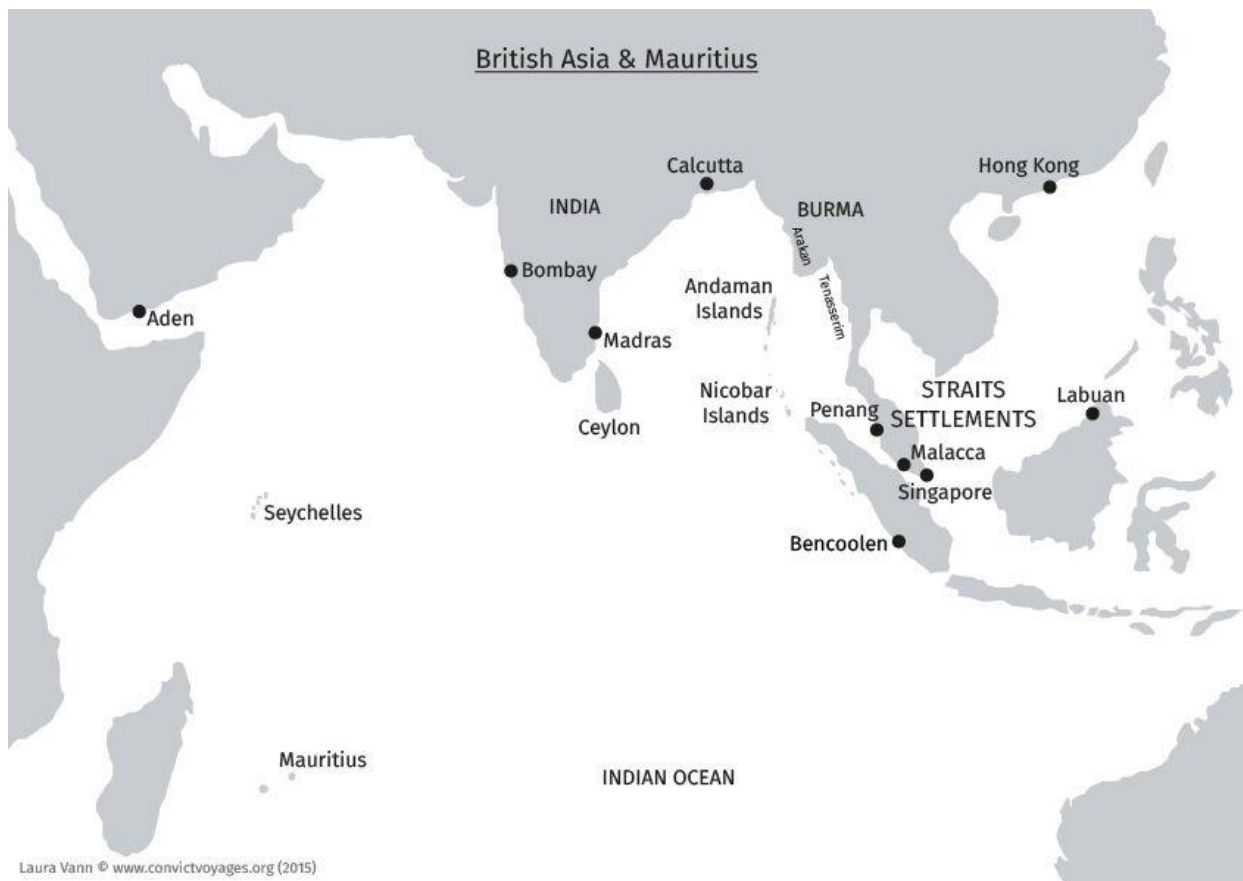 British Asia & Mauritius
Calcutta
Hong Kong
INDIA
BURMA
Arakan
Bombay
Andaman
Islands
Tenasserim
Aden
Madras
Nicobar
Islands
STRAITS
SETTLEMENTS
Labuan
Penang
Ceylon
Malacca
Singapore
Seychelles
Bencoolen
Mauritius
INDIAN OCEAN
Laura Vann © www.convictvoyages.org (2015)